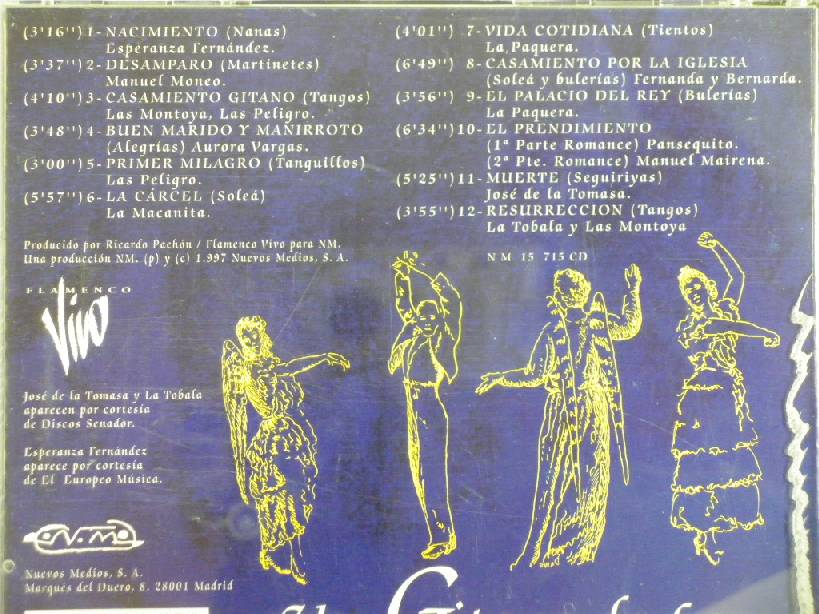 (3'16'') 1- NACIMIENTO (Nanas)
Esperanza Fernández.
(3'37'') 2- DESAMPARO (Martinetes)
Manuel Moneo.
(4'10'') 3- CASAMIENTO GITANO (Tangos)
Las Montoya, Las Peligro.
(3'48'') 4- BUEN MARIDO Y MANIRROTO
(Alegrías) Aurora Vargas.
(3'00'') 5- PRIMER MILAGRO (Tanguillos)
Las Peligro.
(5'57'') 6- LA CÁRCEL (Soleá)
La Macanita.
(4'01'') 7- VIDA COTIDIANA (Tientos)
La Paquera.
(6'49'') 8- CASAMIENTO POR LA IGLESIA
(Soleá y bulerías) Fernanda y Bernarda.
(3'56'') 9- EL PALACIO DEL REY (Bulerías)
La Paquera.
(6'34'') 10- EL PRENDIMIENTO
(1ª Parte Romance) Pansequito.
(2ª Pte. Romance) Manuel Mairena.
(5'25'') 11- MUERTE (Seguiriyas)
José de la Tomasa.
(3'55'') 12- RESURRECCION (Tangos)
La Tobala y Las Montoya
Producido por Ricardo Pachón / Flamenco Vivo para NM.
Una producción NM. (p) y (c) 1.997 Nuevos Medios, S. A.
NM 15 715 CD
FLAMENCO
Vivo
José de la Tomasa y La Tobala
aparecen por cortesía
de Discos Senador.
Esperanza Fernández
aparece por cortesía
de El Europeo Música.
N.M.
Nuevos Medios, S. A.
Marqués del Duero, 8. 28001 Madrid